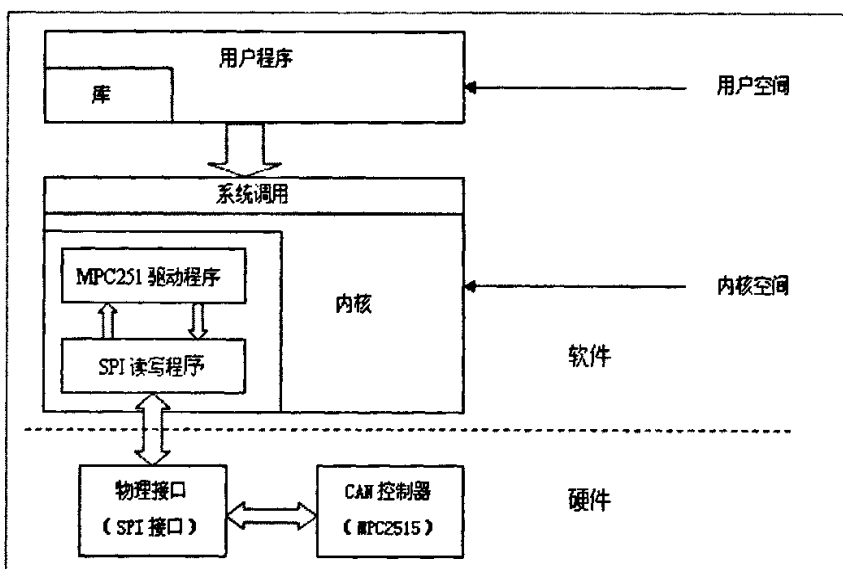 用户程序
库
用户空间
系统调用
MPC251 驱动程序
内核
内核空间
SPI 读写程序
软件
物理接口
(SPI 接口)
CAN 控制器
(MPC2515)
硬件